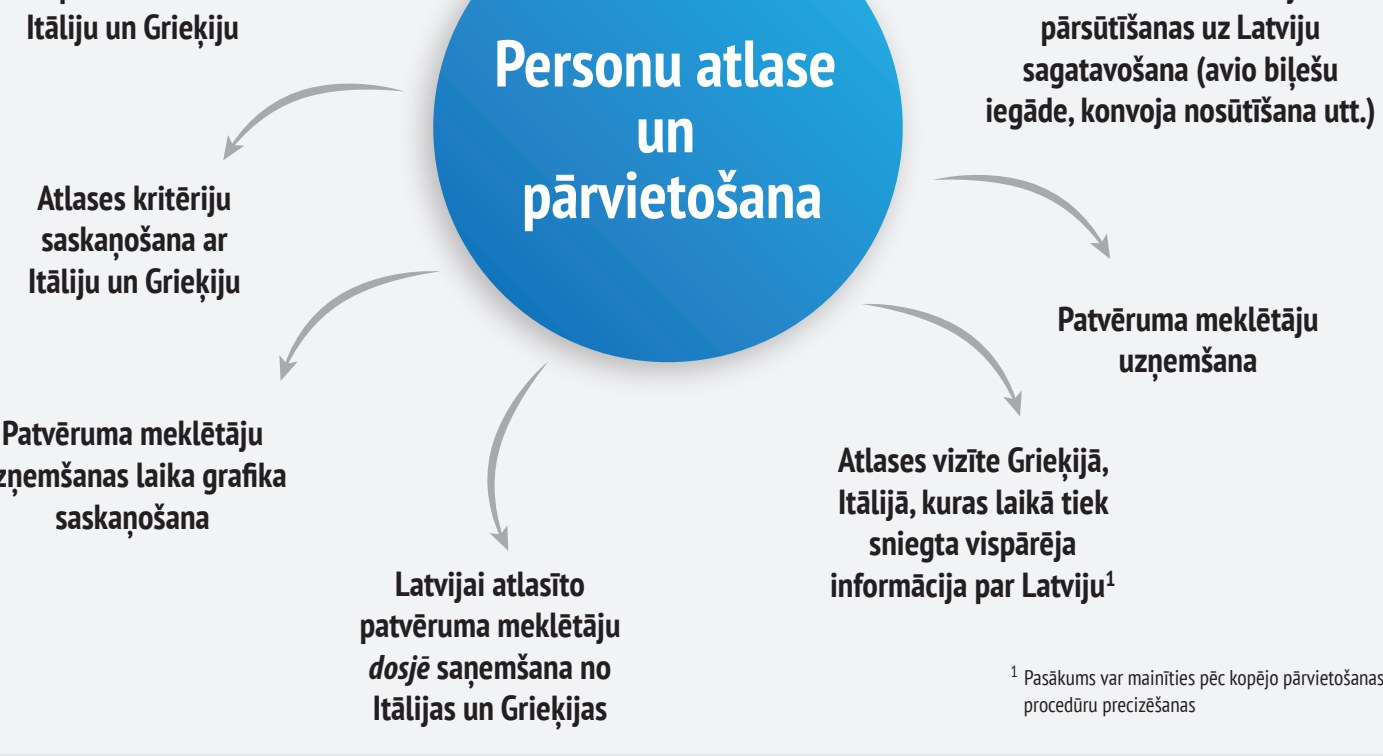 Itāliju un Grieķiju
Personu atlase
un
pārvietošana
pārsūtīšanas uz Latviju
sagatavošana (avio biļešu
iegāde, konvoja nosūtīšana utt.)
Atlases kritēriju
saskaņošana ar
Itāliju un Grieķiju
Patvēruma meklētāju
uzņemšana
Patvēruma meklētāju
zņemšanas laika grafika
saskaņošana
Atlases vizīte Grieķijā,
Itālijā, kuras laikā tiek
sniegta vispārēja
informācija par Latviju¹
Latvijai atlasīto
patvēruma meklētāju
dosjē saņemšana no
Itālijas un Grieķijas
¹ Pasākums var mainīties pēc kopējo pārvietošanas
procedūru precizēšanas